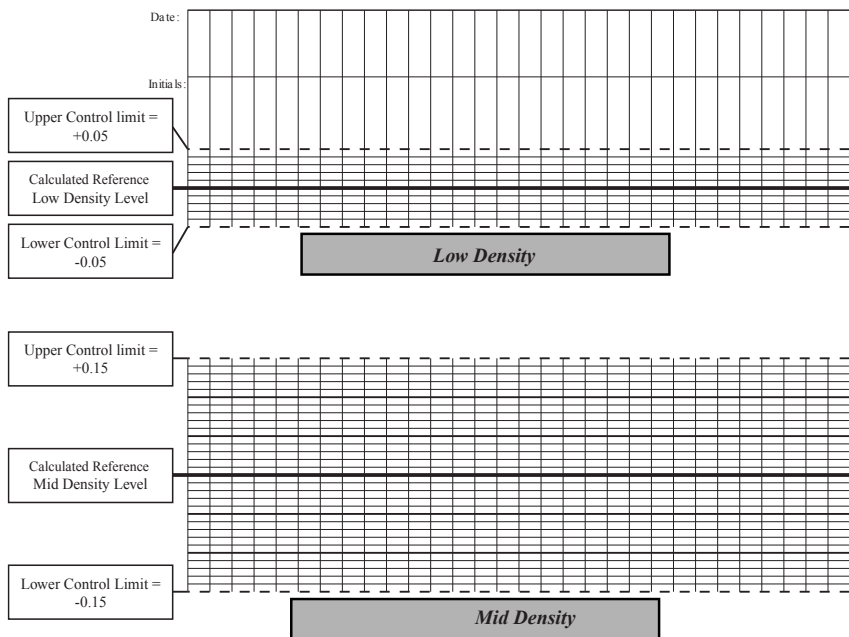 Date:
Initials:
Upper Control limit =
+0.05
Calculated Reference
Low Density Level
Lower Control Limit =
-0.05
Low Density
Upper Control limit =
+0.15
Calculated Reference
Mid Density Level
Lower Control Limit =
-0.15
Mid Density